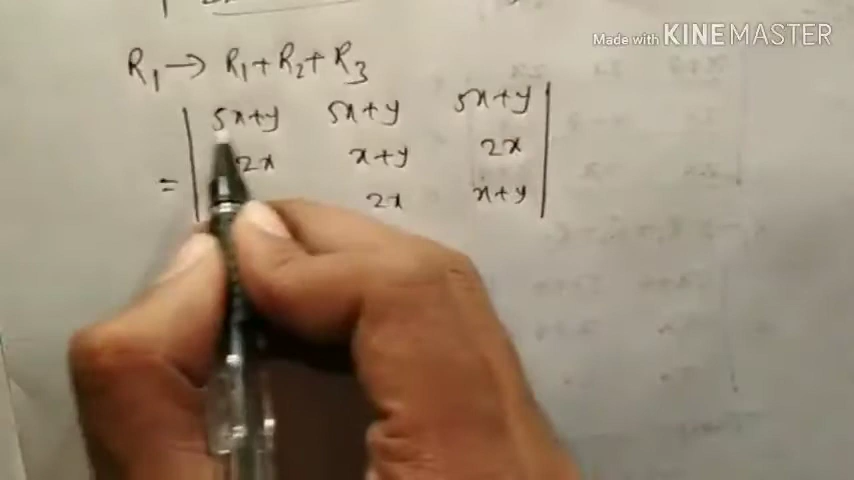 Made with KINEMASTER
R₁ → R₁ + R₂ + R₃
5x+y 5x+y 5x+y
= 2x x+y 2x
2x x+y